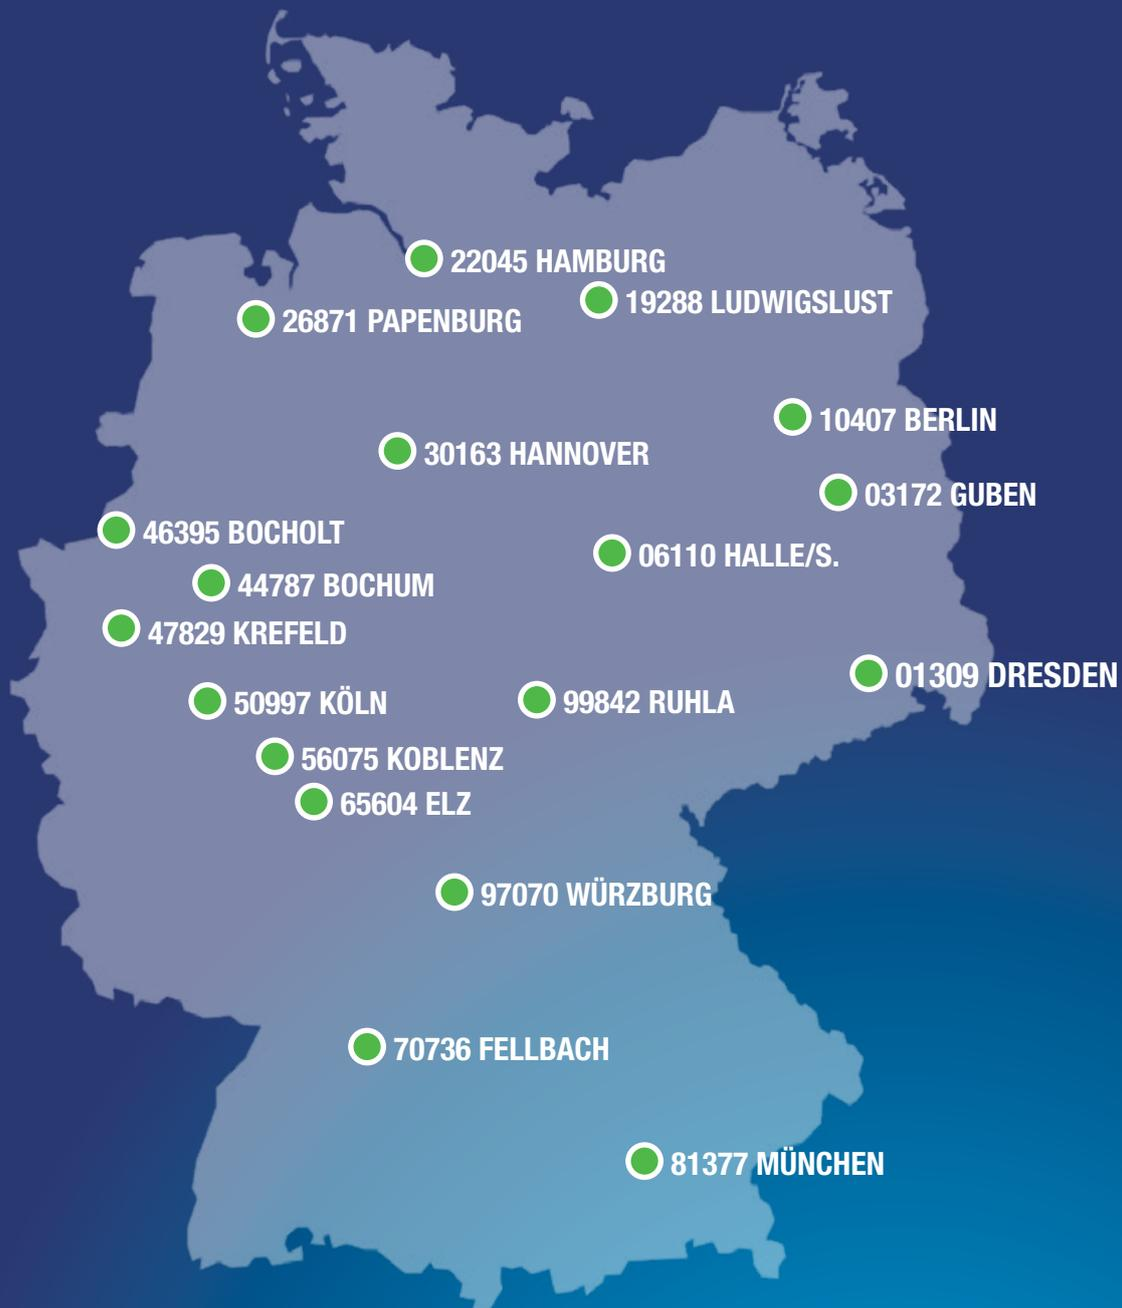 22045 HAMBURG
19288 LUDWIGSLUST
26871 PAPENBURG
10407 BERLIN
30163 HANNOVER
03172 GUBEN
46395 BOCHOLT
06110 HALLE/S.
44787 BOCHUM
47829 KREFELD
01309 DRESDEN
50997 KÖLN
99842 RUHLA
56075 KOBLENZ
65604 ELZ
97070 WÜRZBURG
70736 FELLBACH
81377 MÜNCHEN